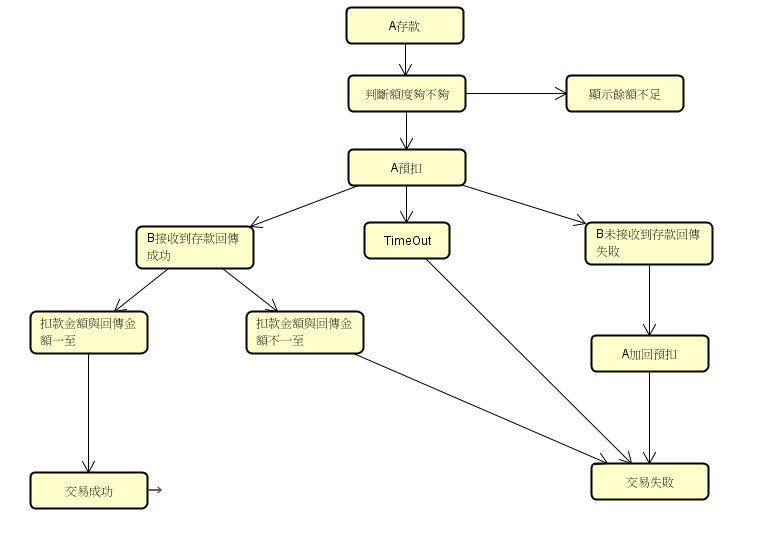 A存款
判斷額度夠不夠
顯示餘額不足
A預扣
B接收到存款回傳
成功
TimeOut
B未接收到存款回傳
失敗
扣款金額與回傳金
額一至
扣款金額與回傳金
額不一至
A加回預扣
交易成功
交易失敗